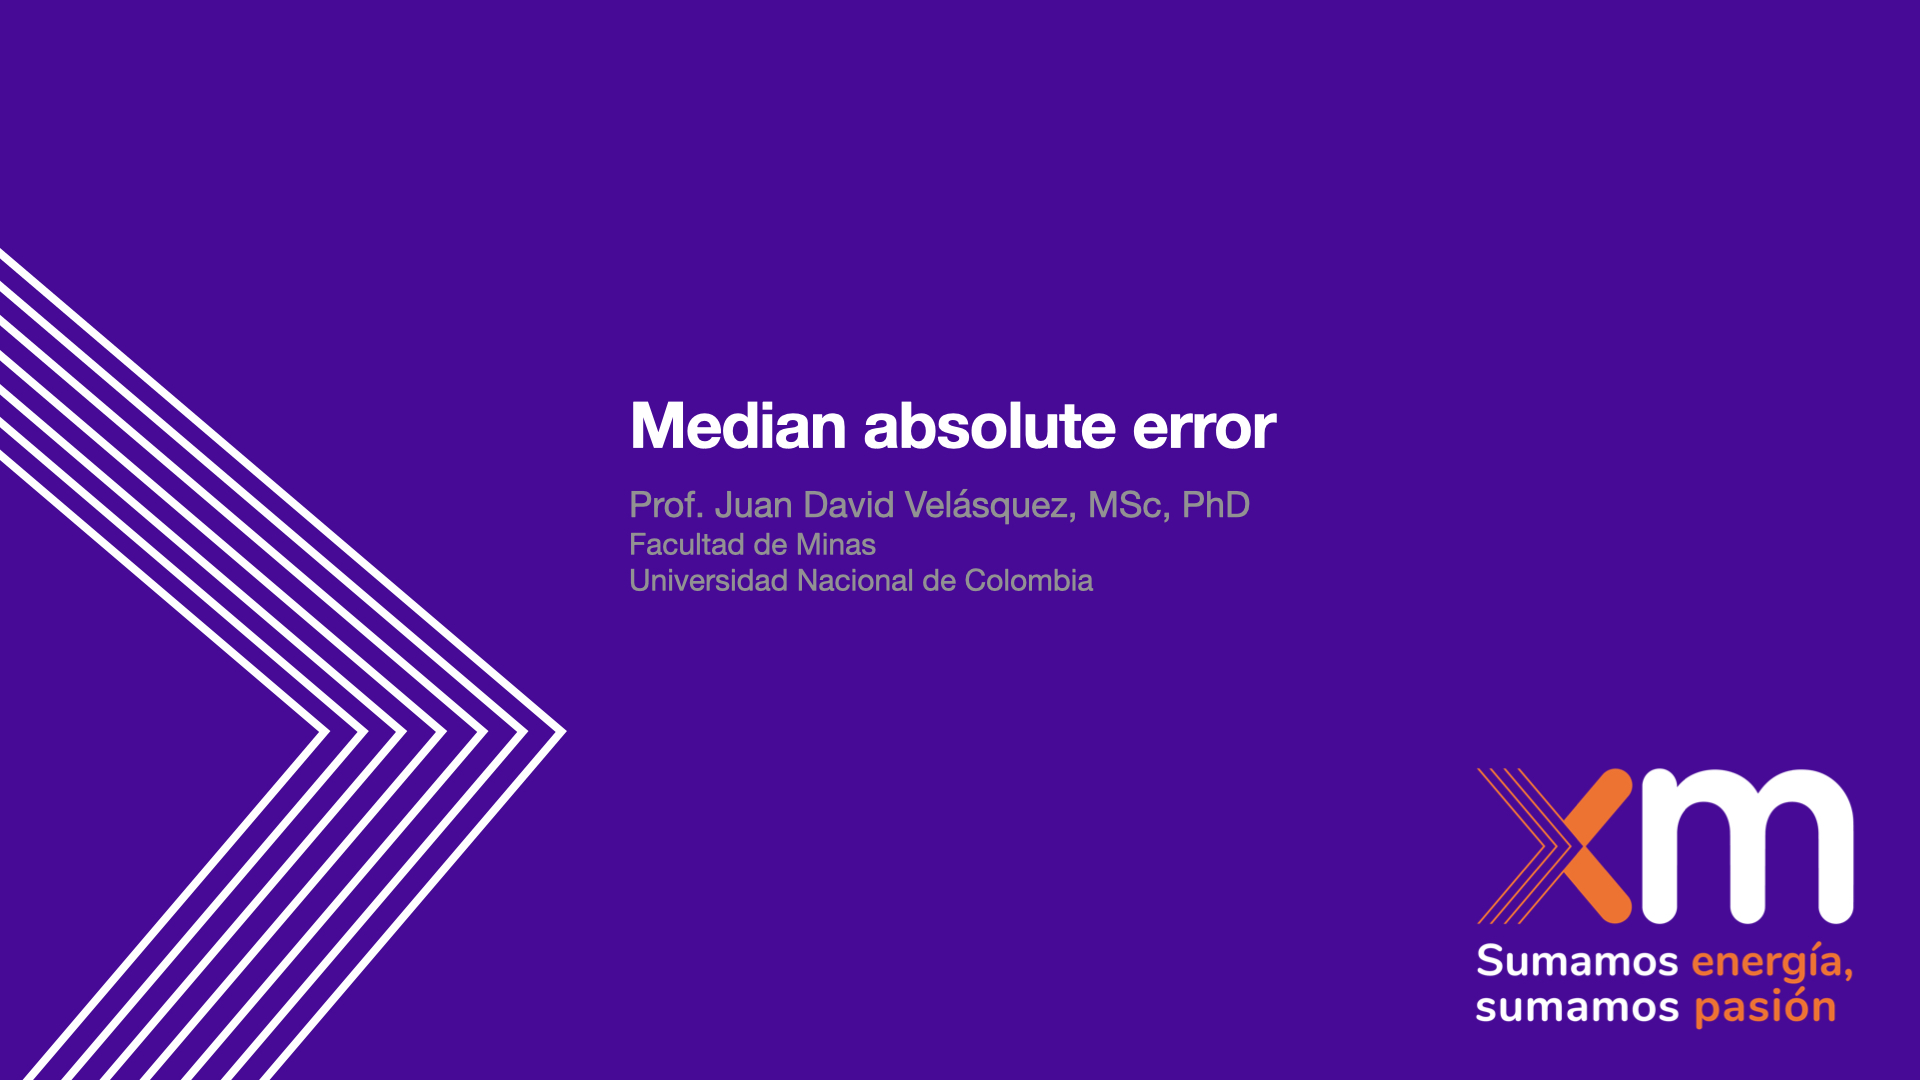 Median absolute error
Prof. Juan David Velásquez, MSc, PhD
Facultad de Minas
Universidad Nacional de Colombia
xm
Sumamos energía,
sumamos pasión